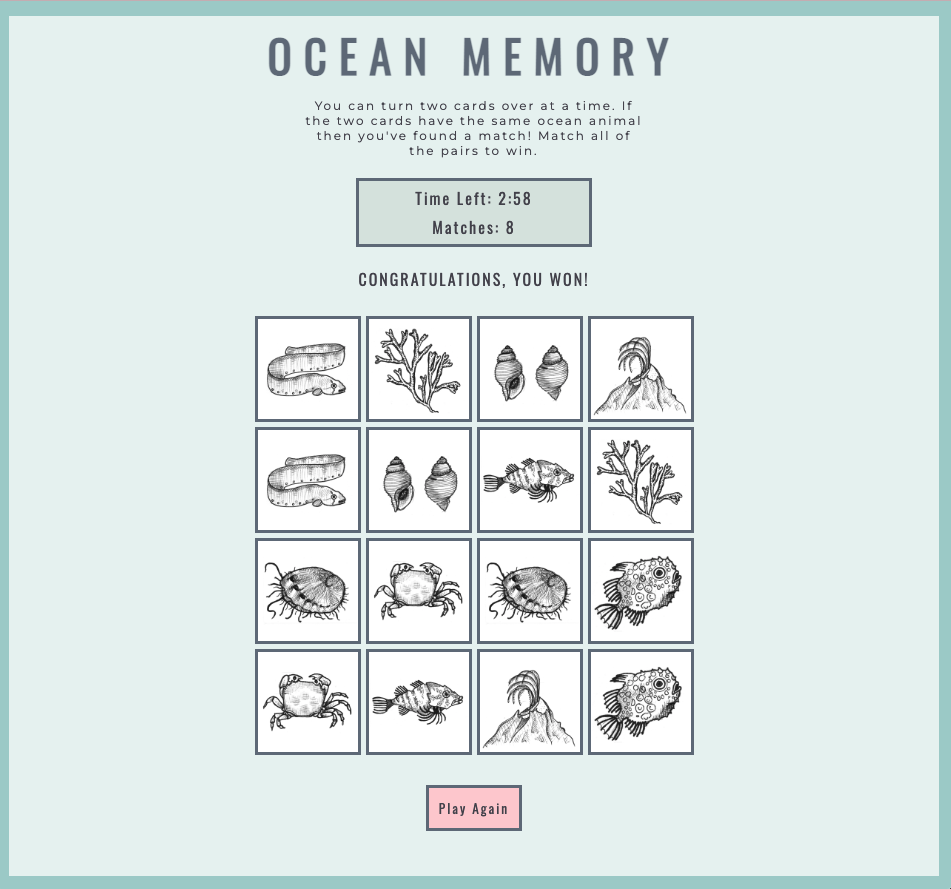 OCEAN MEMORY
You can turn two cards over at a time. If
the two cards have the same ocean animal
then you've found a match! Match all of
the pairs to win.
Time Left: 2:58
Matches: 8
CONGRATULATIONS, YOU WON!
Play Again